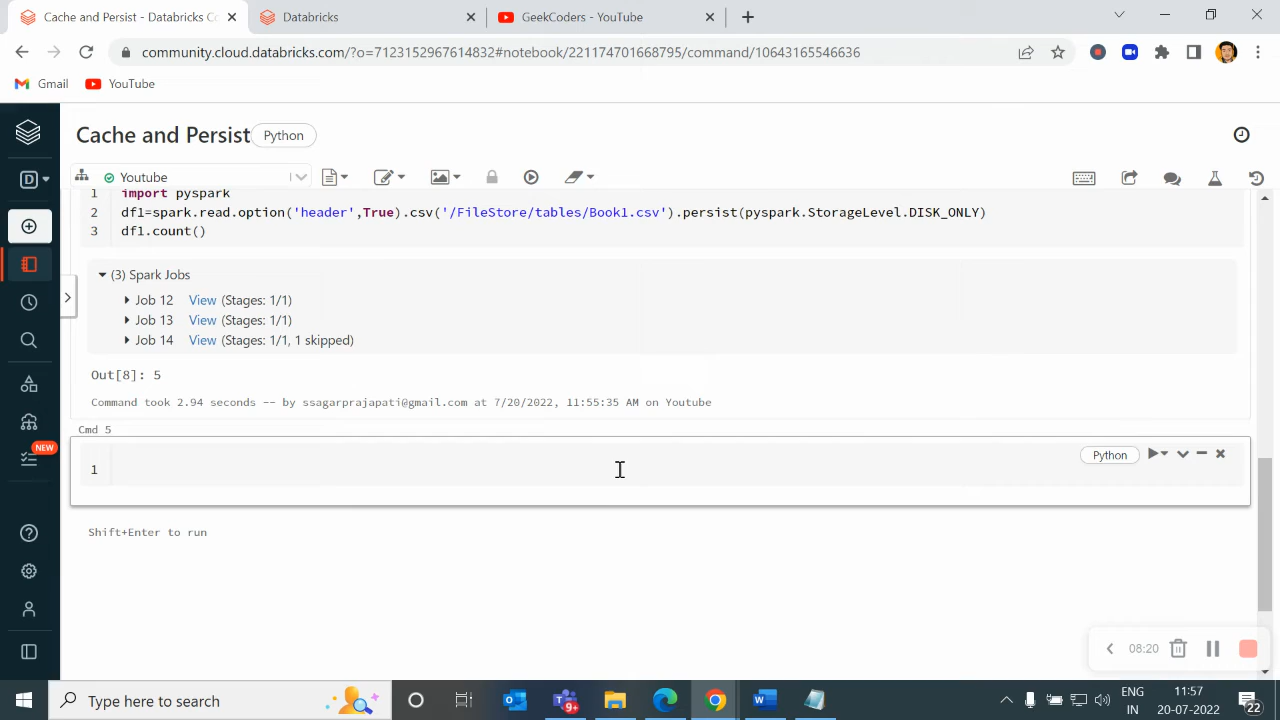 Cache and Persist - Databricks C
Databricks
GeekCoders - YouTube
community.cloud.databricks.com/?o=7123152967614832#notebook/221174701668795/command/10643165546636
Gmail
YouTube
Cache and Persist
Python
D
Youtube
1 import pyspark
2 df1=spark.read.option('header',True).csv('/FileStore/tables/Book1.csv').persist(pyspark.StorageLevel.DISK_ONLY)
3 df1.count()
(3) Spark Jobs
Job 12 View (Stages: 1/1)
Job 13 View (Stages: 1/1)
Job 14 View (Stages: 1/1, 1 skipped)
Out[8]: 5
Command took 2.94 seconds -- by ssagarprajapati@gmail.com at 7/20/2022, 11:55:35 AM on Youtube
Cmd 5
NEW
Python
1
Shift+Enter to run
08:20
Type here to search
9+
ENG
IN
11:57
20-07-2022
22